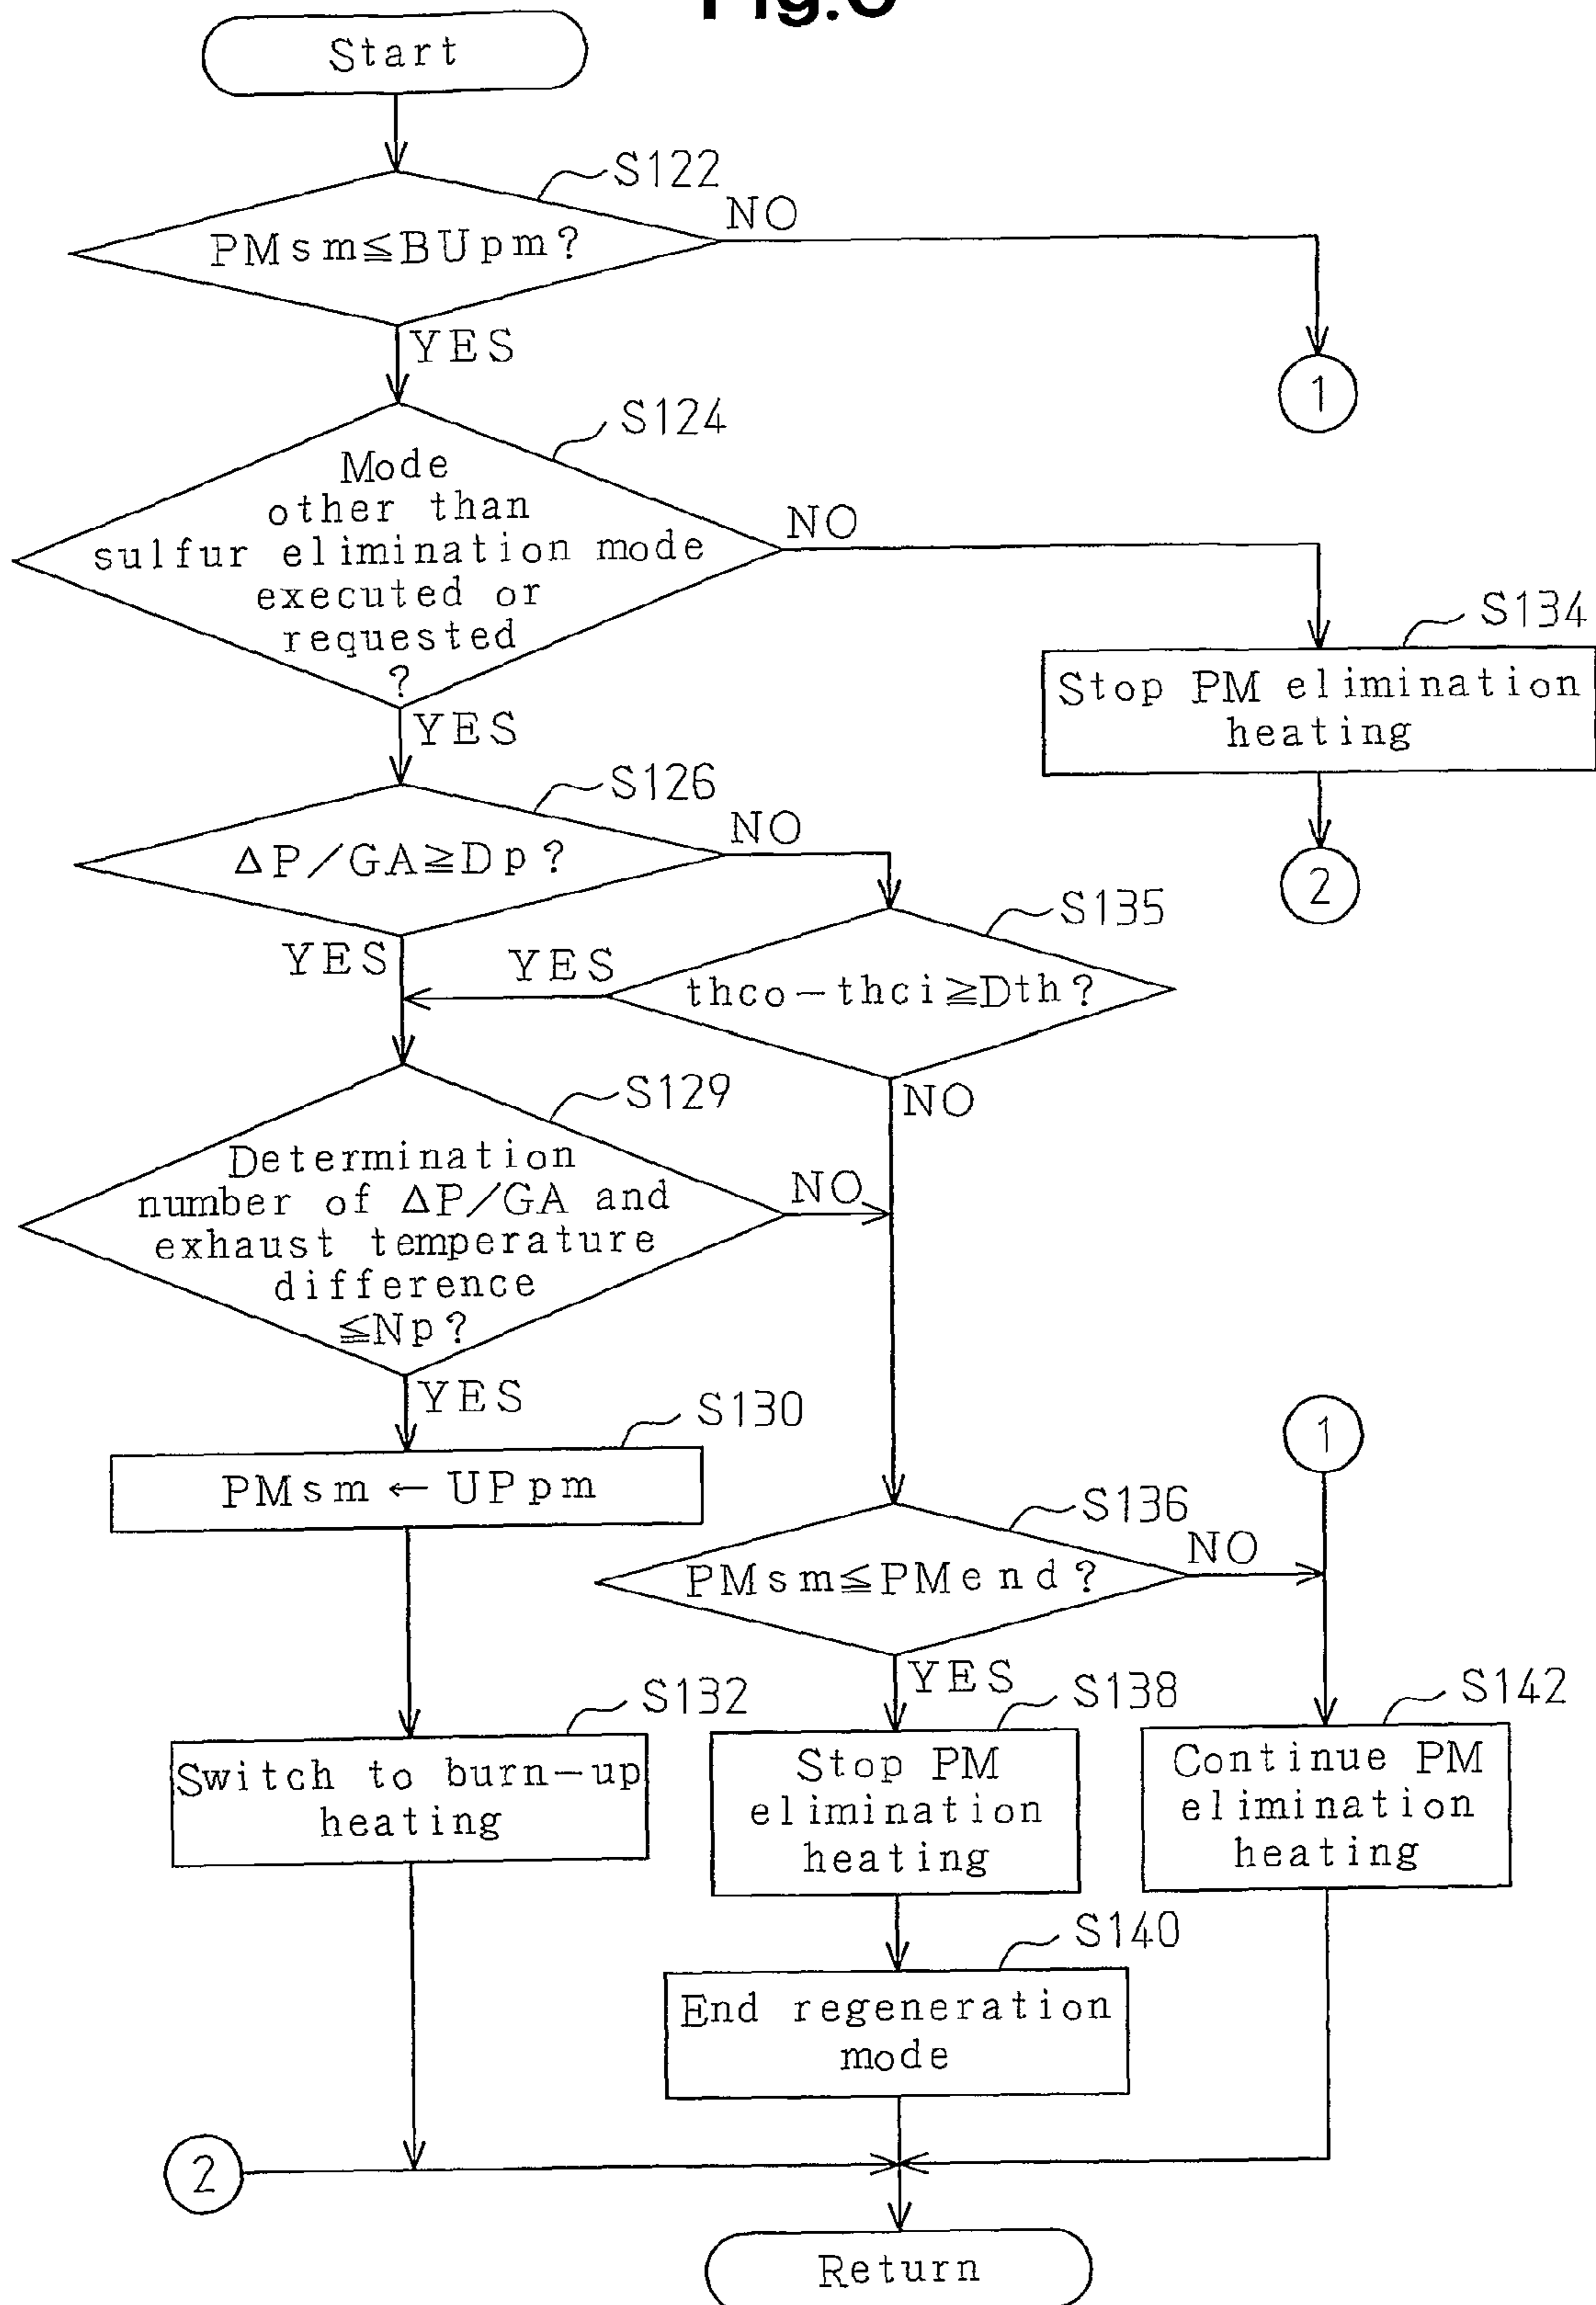 Start
S122
PMsm≦BUpm?
NO
YES
1
S124
Mode
other than
sulfur elimination mode
executed or
requested
?
NO
YES
S134
Stop PM elimination
heating
2
S126
ΔP/GA≧Dp?
NO
YES
S135
thco-thci≧Dth?
YES
NO
S129
Determination
number of ΔP/GA and
exhaust temperature
difference
≦Np?
NO
YES
S130
PMsm ← UPpm
1
S136
PMsm≦PMend?
NO
YES
S132
Switch to burn-up
heating
S138
Stop PM
elimination
heating
S142
Continue PM
elimination
heating
S140
End regeneration
mode
2
Return